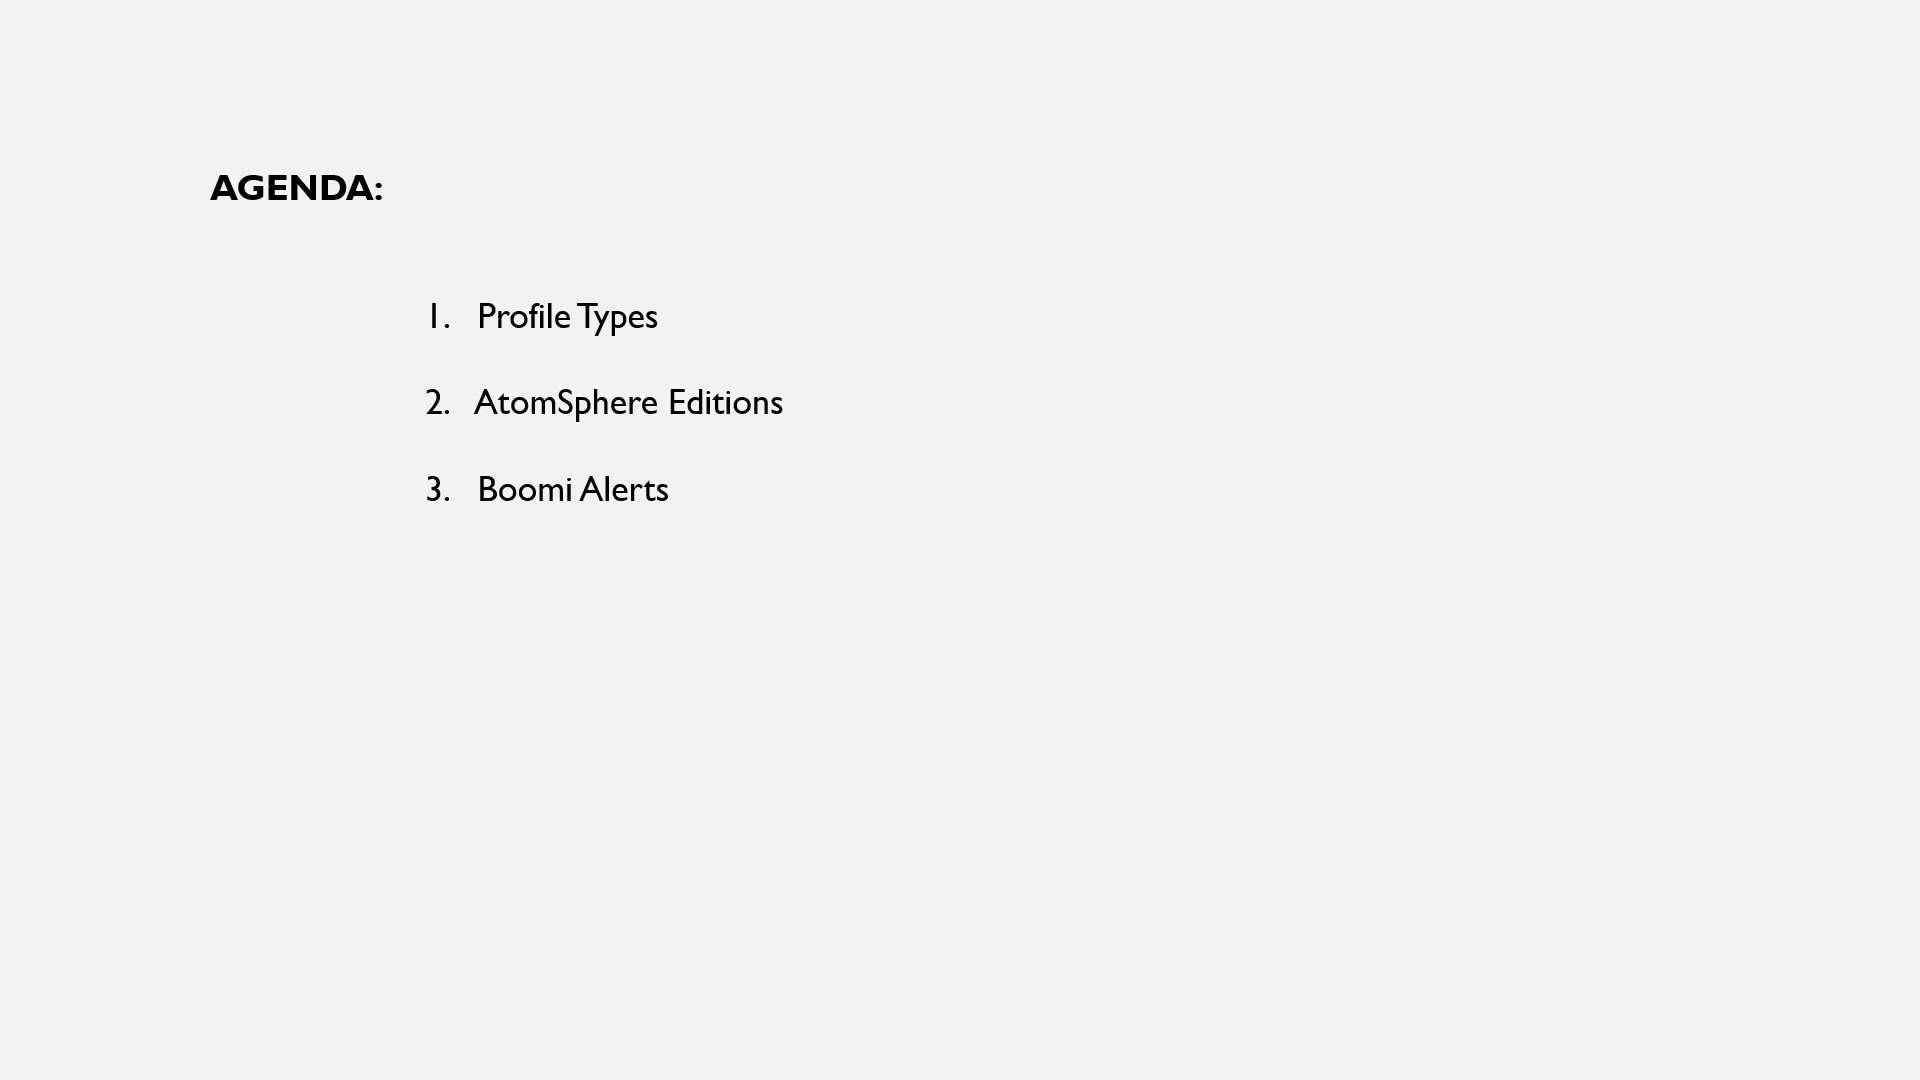 AGENDA:
1. Profile Types
2. AtomSphere Editions
3. Boomi Alerts